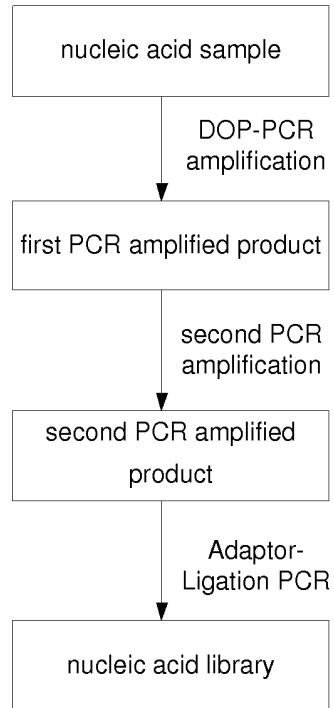 nucleic acid sample
DOP-PCR
amplification
first PCR amplified product
second PCR
amplification
second PCR amplified
product
Adaptor-
Ligation PCR
nucleic acid library